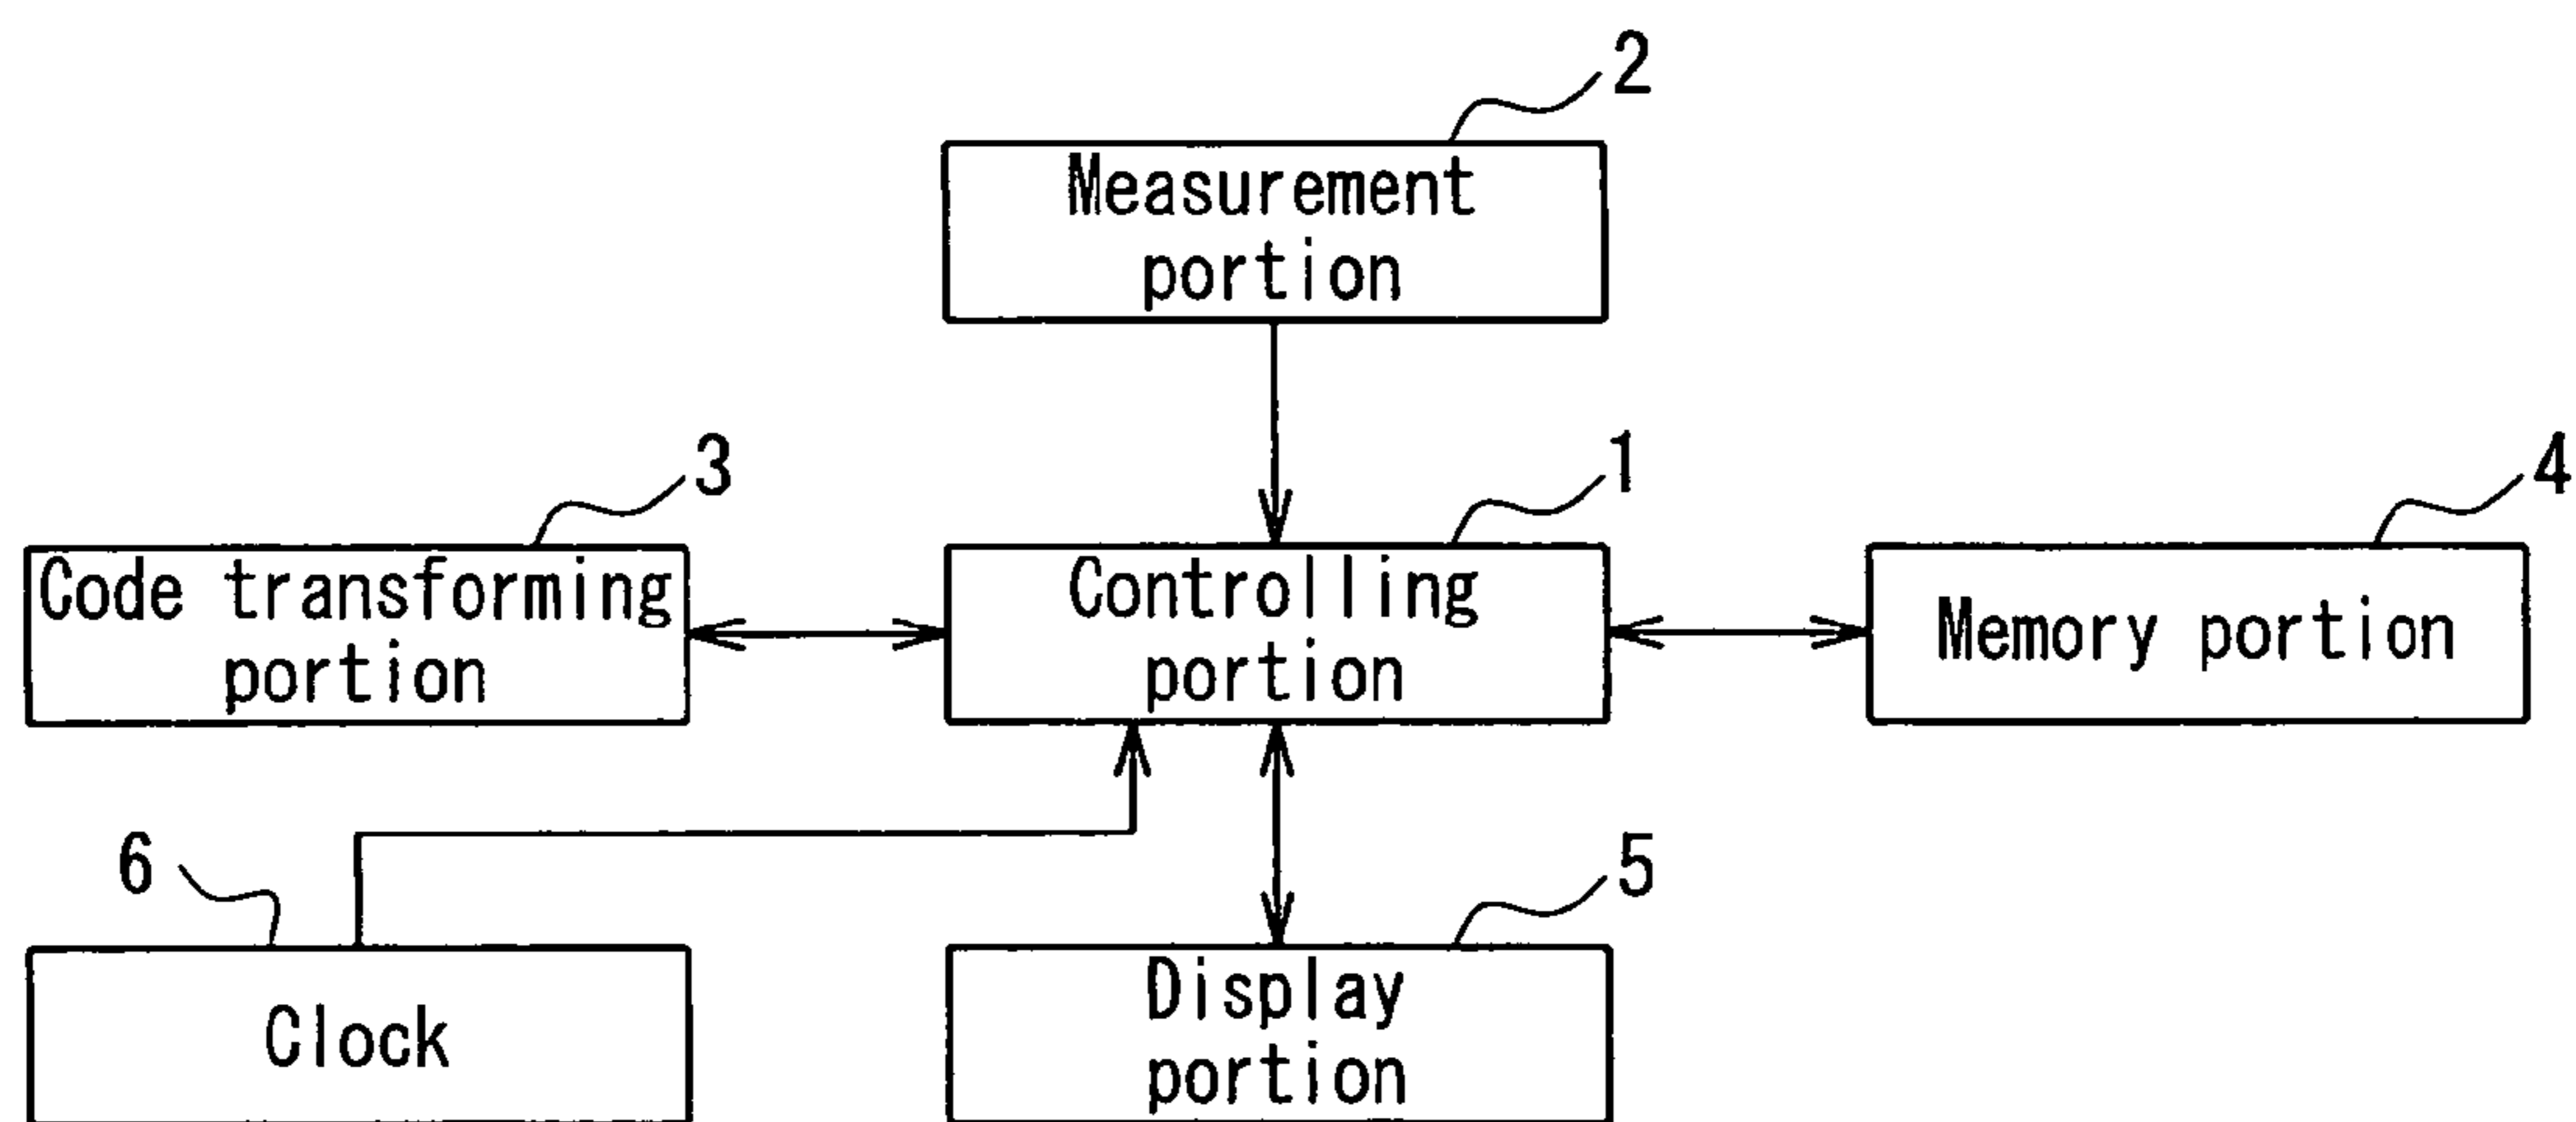 2
Measurement
portion
3
1
4
Code transforming
portion
Controlling
portion
Memory portion
6
5
Clock
Display
portion